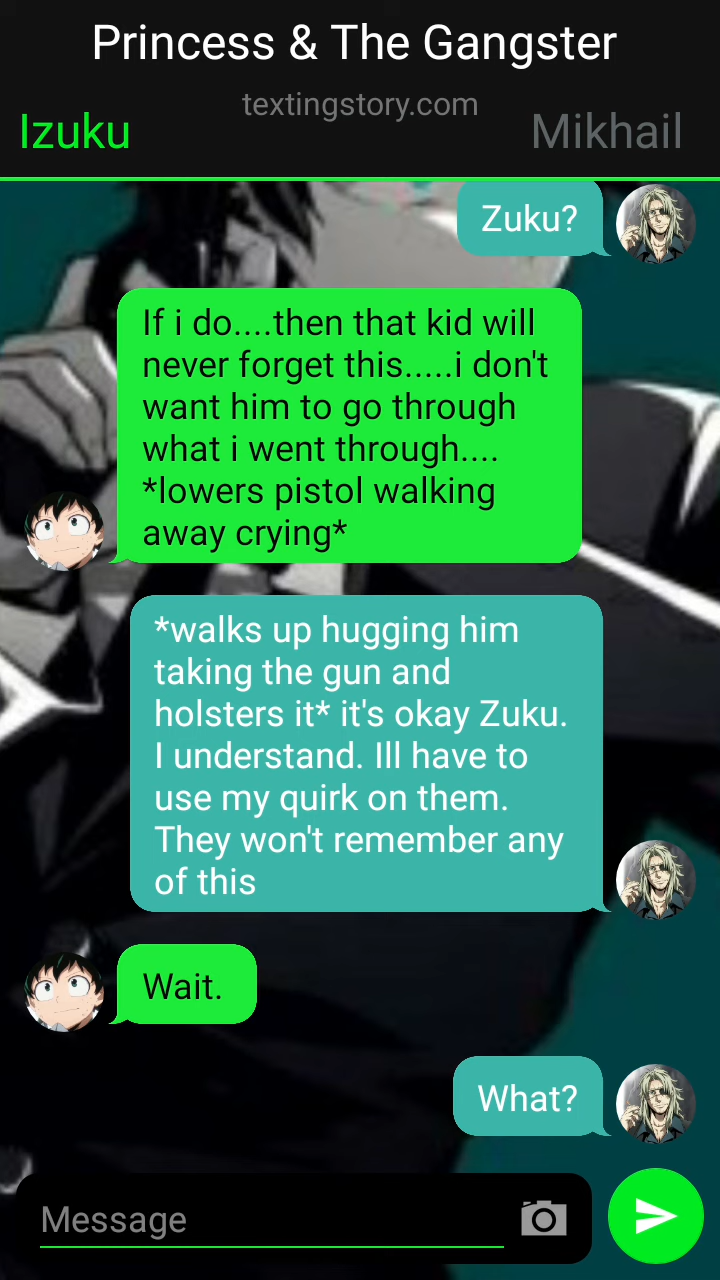 Princess & The Gangster
textingstory.com
Izuku
Mikhail
Zuku?
If i do....then that kid will
never forget this.....i don't
want him to go through
what i went through....
*lowers pistol walking
away crying*
*walks up hugging him
taking the gun and
holsters it* it's okay Zuku.
I understand. Ill have to
use my quirk on them.
They won't remember any
of this
Wait.
What?
Message